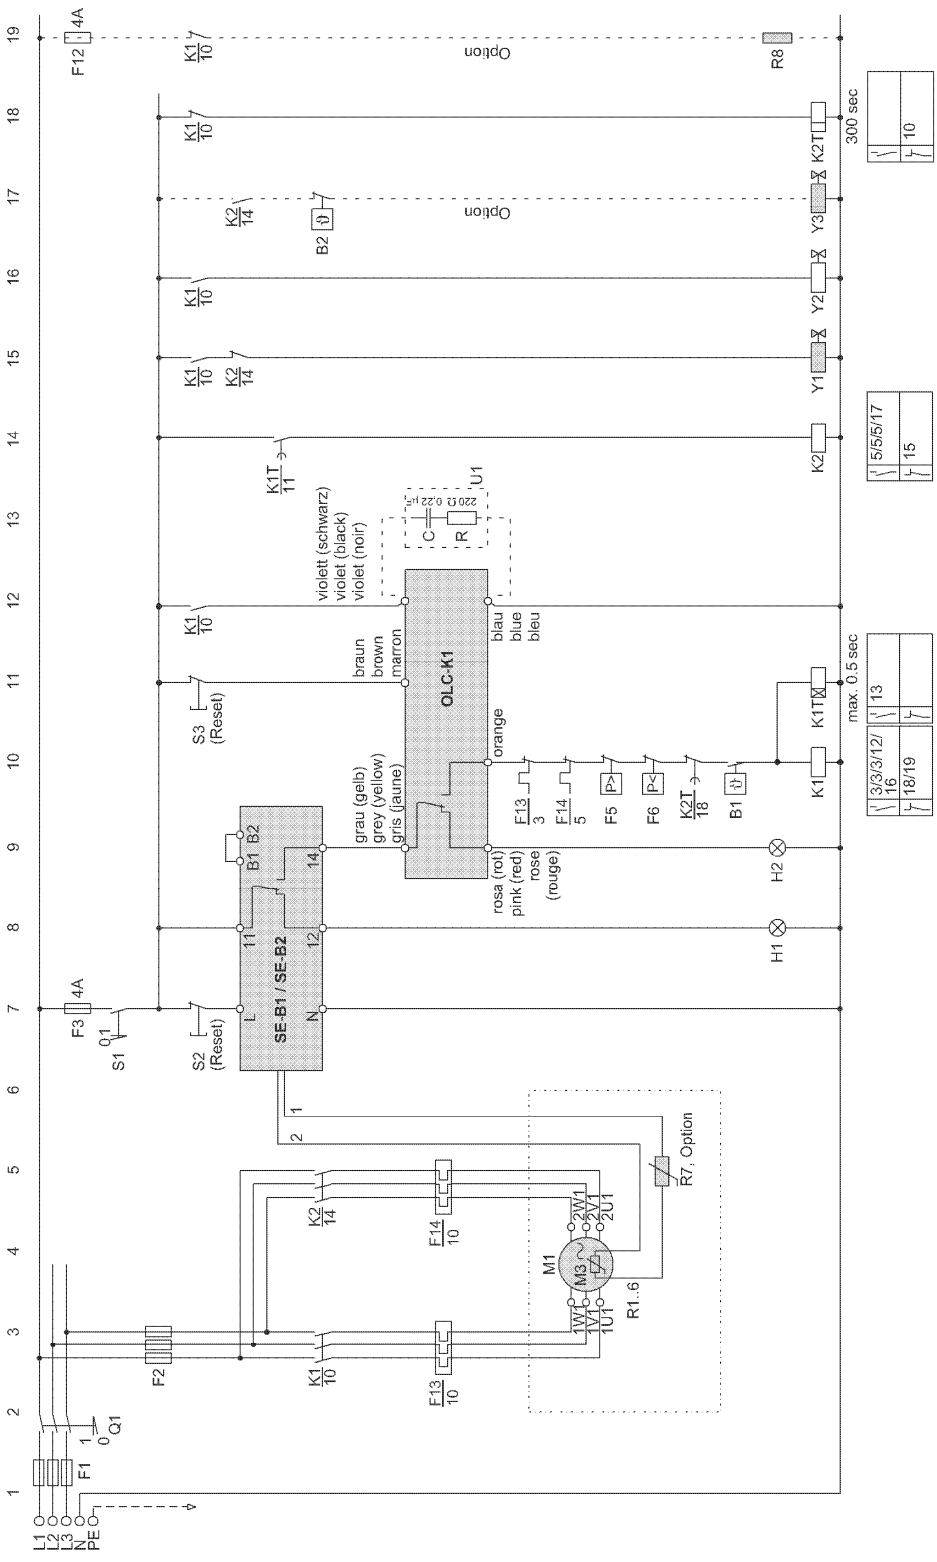 1
2
3
4
5
6
7
8
9
10
11
12
13
14
15
16
17
18
19
L1
L2
L3
N
PE
F1
1
0
Q1
F2
K1
10
F13
10
1W1
1V1
1U1
M1
M3
R1..6
2W1
2V1
2U1
K2
14
F14
10
2
1
R7, Option
F3
4A
0
1
S1
S2
(Reset)
L
N
SE-B1 / SE-B2
11
12
14
B1
B2
H1
H2
S3
(Reset)
grau (gelb)
grey (yellow)
gris (jaune)
braun
brown
marron
violett (schwarz)
violet (black)
violet (noir)
OLC-K1
rosa (rot)
pink (red)
rose
(rouge)
orange
blau
blue
bleu
K1
10
C
R
220 Ω 0,22 µF
U1
F13
3
F14
5
P>
F5
P<
F6
K2T
18
ϑ
B1
K1
K1T
max. 0.5 sec
3/3/3/12/
16
18/19
13
K1T
11
K2
5/5/5/17
15
K1
10
K2
14
Y1
K1
10
Y2
K2
14
ϑ
B2
Option
Y3
K1
10
K2T
300 sec
10
F12
4A
K1
10
Option
R8